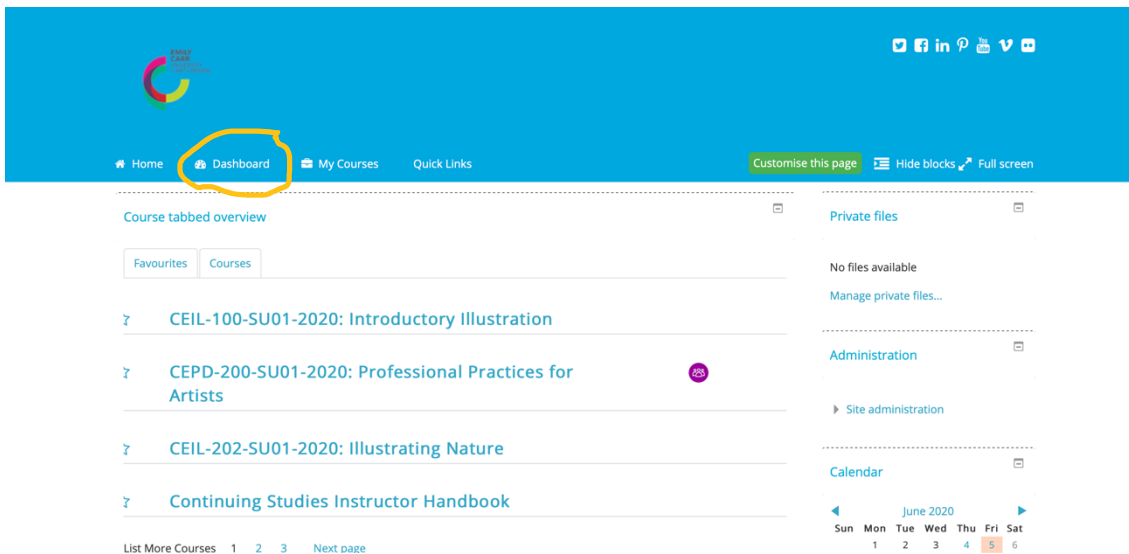 EMILY
CARR
You
Tube
Home Dashboard My Courses Quick Links Customise this page Hide blocks Full screen
Course tabbed overview
Favourites Courses
CEIL-100-SU01-2020: Introductory Illustration
CEPD-200-SU01-2020: Professional Practices for
Artists
CEIL-202-SU01-2020: Illustrating Nature
Continuing Studies Instructor Handbook
List More Courses 1 2 3 Next page
Private files
No files available
Manage private files...
Administration
Site administration
Calendar
June 2020
Sun Mon Tue Wed Thu Fri Sat
1 2 3 4 5 6